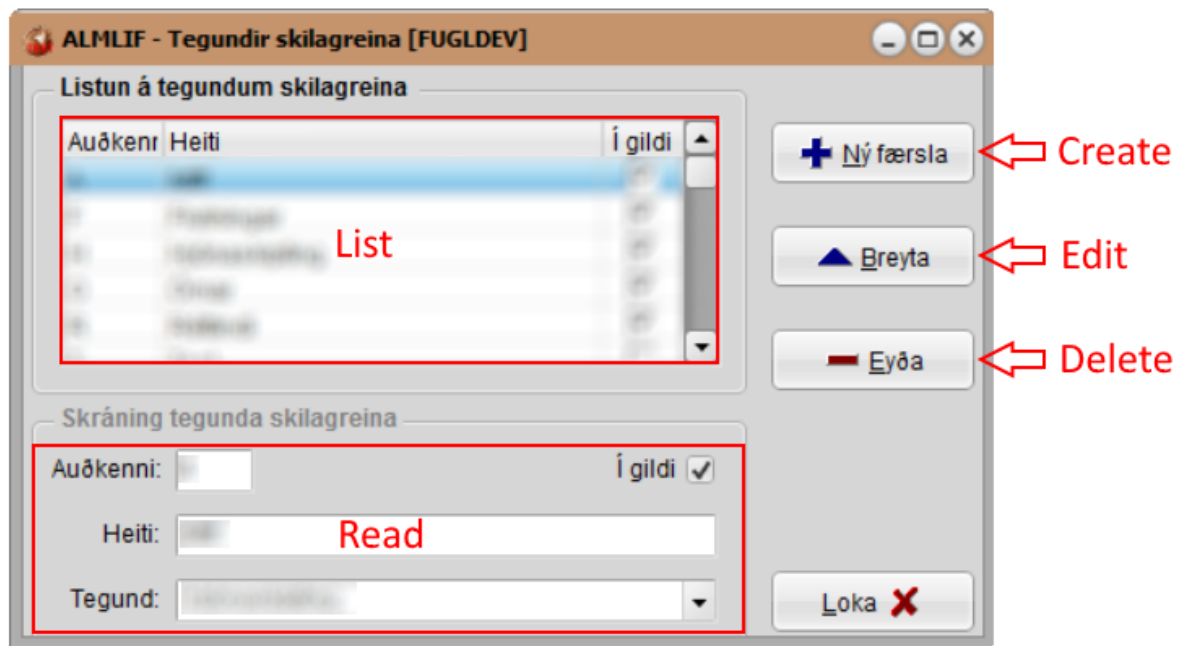 ALMLIF - Tegundir skilagreina [FUGLDEV]
Listun á tegundum skilagreina
Auðkenr Heiti Í gildi
List
Ný færsla Create
Breyta Edit
Eyða Delete
Skráning tegunda skilagreina
Auðkenni: Í gildi
Heiti: Read
Tegund:
Loka